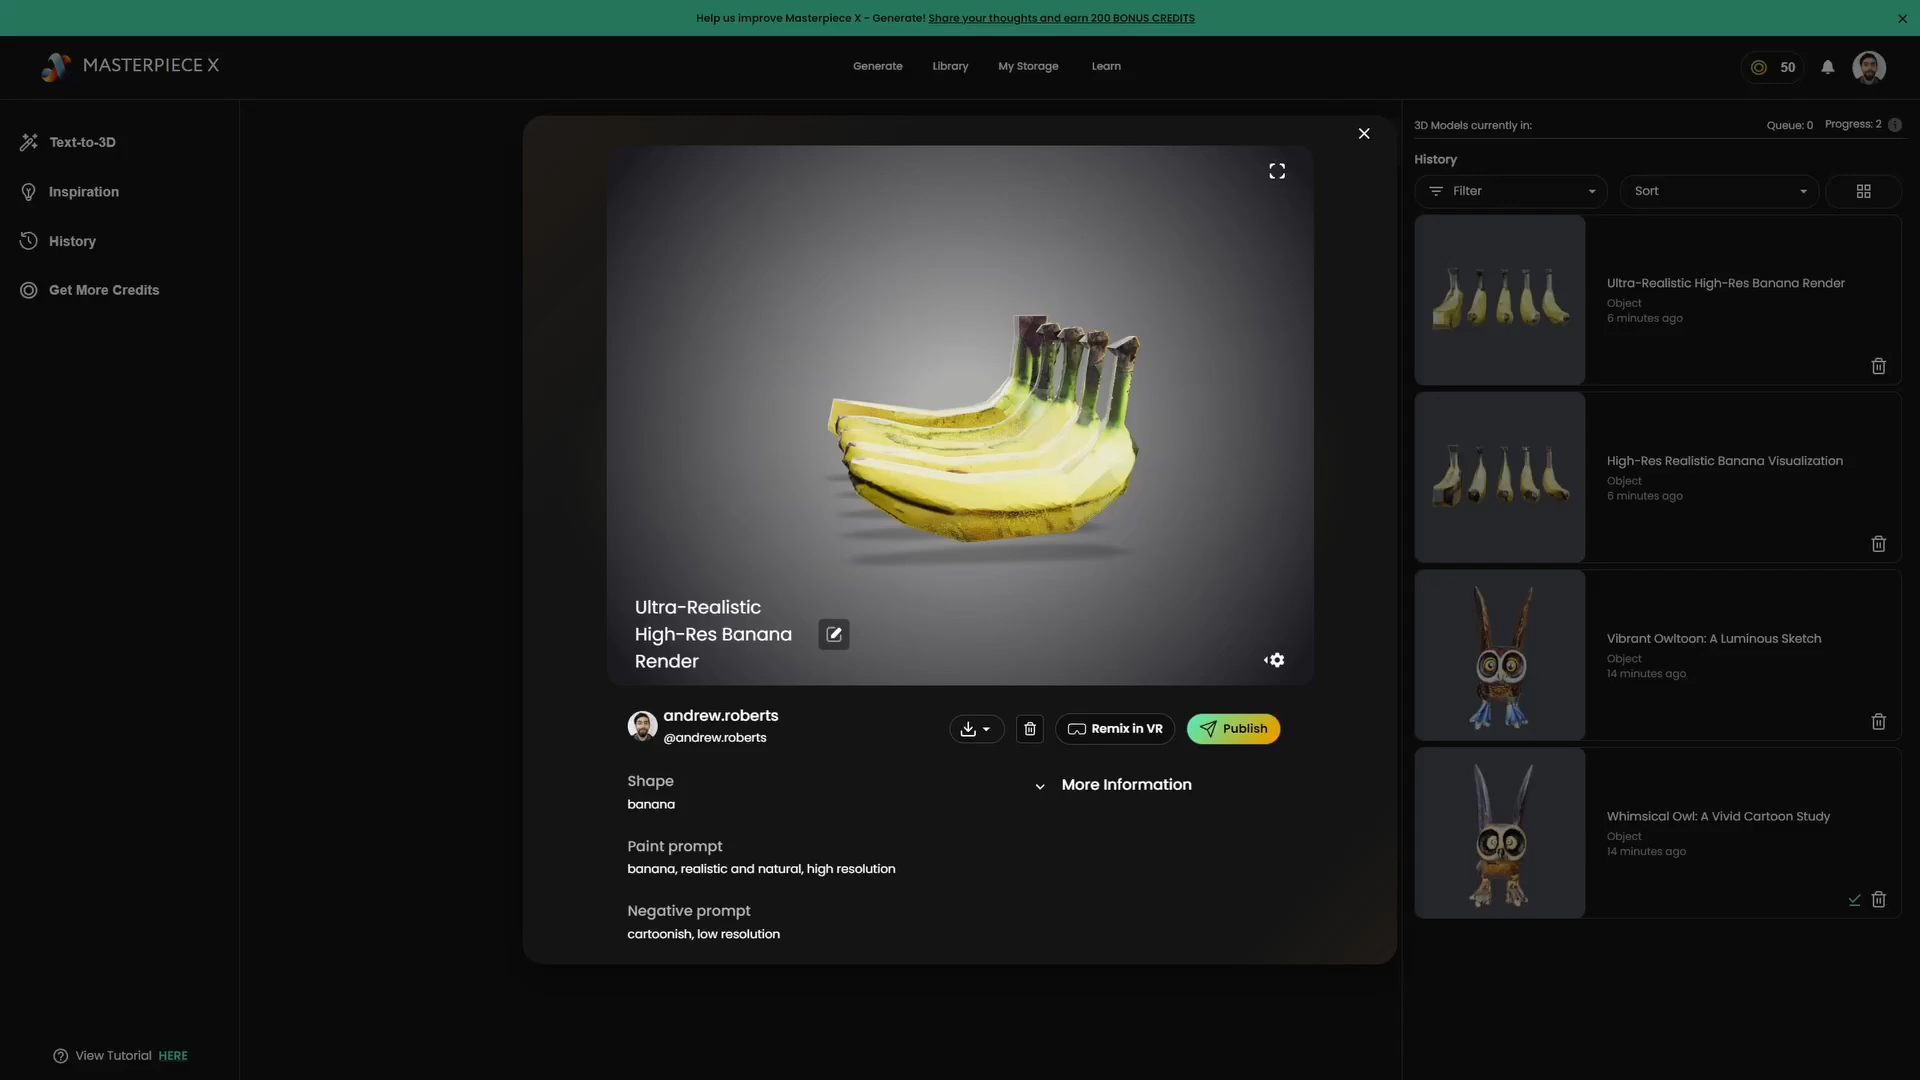 Help us improve Masterpiece X - Generate! Share your thoughts and earn 200 BONUS CREDITS
MASTERPIECE X
Generate
Library
My Storage
Learn
50
Text-to-3D
Inspiration
History
Get More Credits
View Tutorial HERE
Ultra-Realistic
High-Res Banana
Render
andrew.roberts
@andrew.roberts
Remix in VR
Publish
Shape
banana
More Information
Paint prompt
banana, realistic and natural, high resolution
Negative prompt
cartoonish, low resolution
3D Models currently in:
Queue: 0
Progress: 2
History
Filter
Sort
Ultra-Realistic High-Res Banana Render
Object
6 minutes ago
High-Res Realistic Banana Visualization
Object
6 minutes ago
Vibrant Owltoon: A Luminous Sketch
Object
14 minutes ago
Whimsical Owl: A Vivid Cartoon Study
Object
14 minutes ago